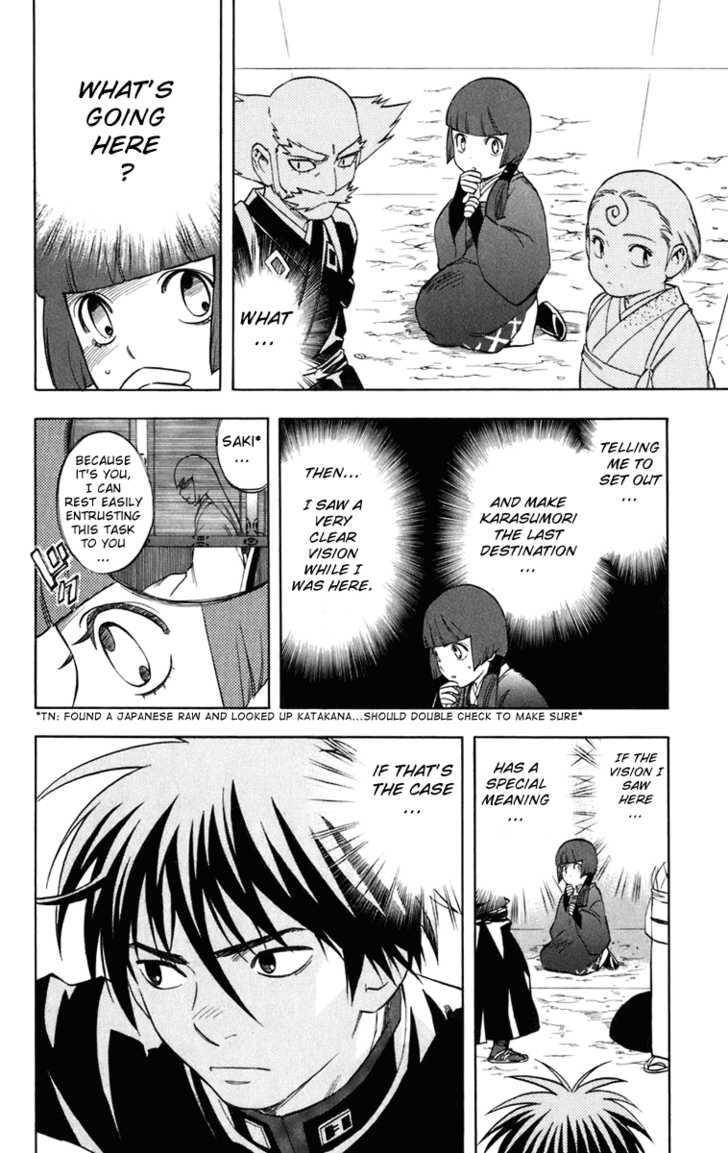 WHAT
...
WHAT'S
GOING
HERE
?
TELLING
ME TO
SET OUT
...
AND MAKE
KARASUMORI
THE LAST
DESTINATION
...
THEN...
I SAW A
VERY
CLEAR
VISION
WHILE I
WAS HERE.
SAKI*
...
BECAUSE
IT'S YOU,
I CAN
REST EASILY
ENTRUSTING
THIS TASK
TO YOU
...
*TN: FOUND A JAPANESE RAW AND LOOKED UP KATAKANA...SHOULD DOUBLE CHECK TO MAKE SURE*
IF THE
VISION I
SAW
HERE
...
HAS A
SPECIAL
MEANING
...
IF THAT'S
THE CASE
...